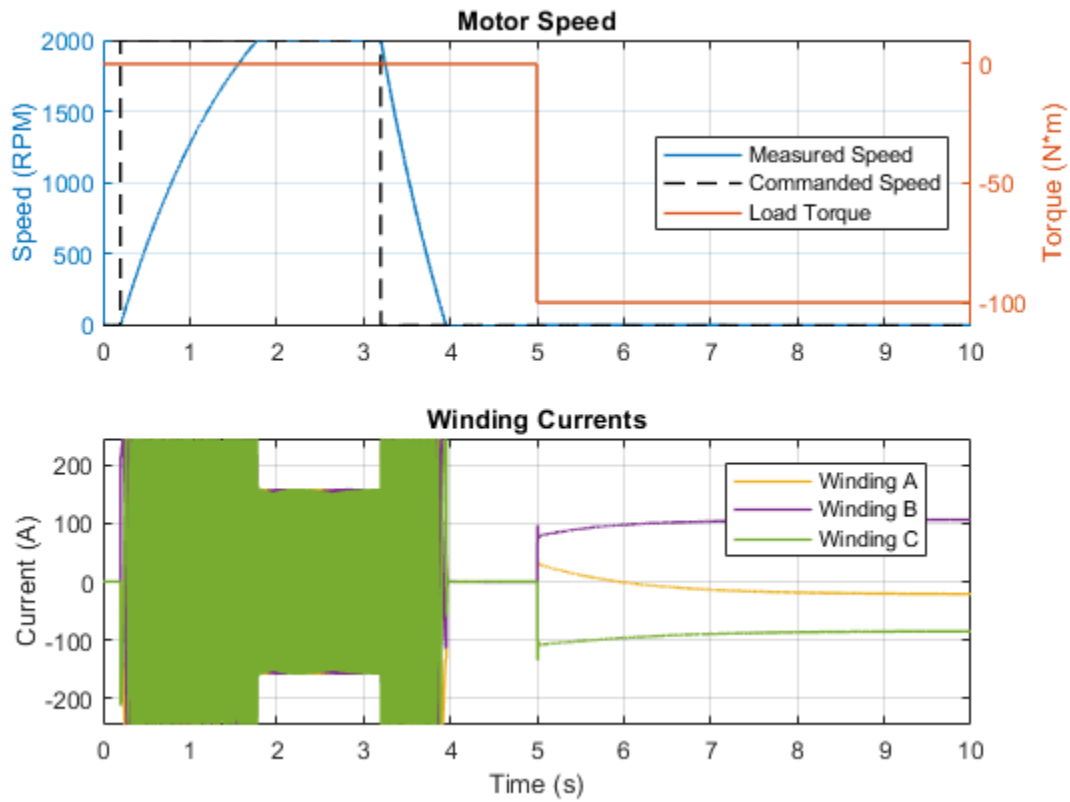 Motor Speed
2000
1500
1000
500
0
Speed (RPM)
0
-50
-100
Torque (N*m)
Measured Speed
Commanded Speed
Load Torque
0 1 2 3 4 5 6 7 8 9 10
Winding Currents
200
100
0
-100
-200
Current (A)
Winding A
Winding B
Winding C
0 1 2 3 4 5 6 7 8 9 10
Time (s)